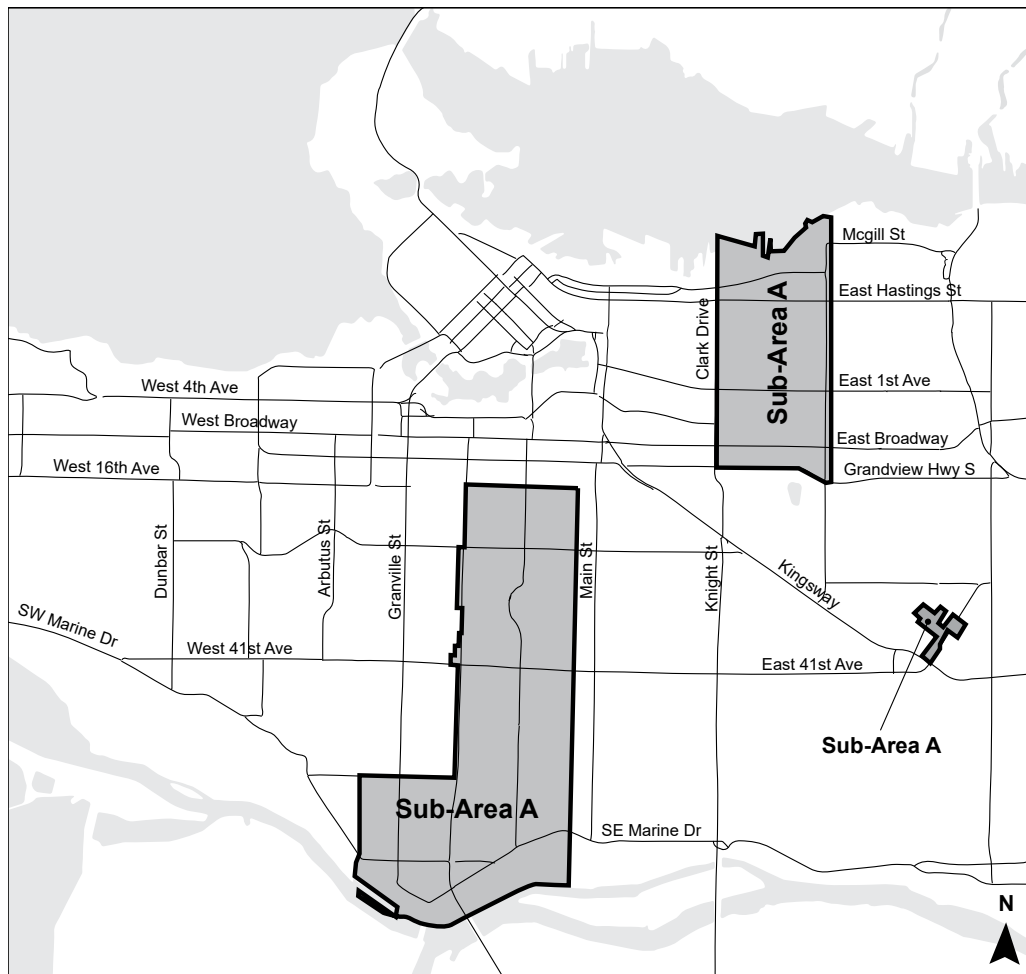 Mcgill St
East Hastings St
Clark Drive
Sub-Area A
West 4th Ave
East 1st Ave
West Broadway
East Broadway
West 16th Ave
Grandview Hwy S
Dunbar St
Arbutus St
Granville St
Main St
Knight St
Kingsway
SW Marine Dr
West 41st Ave
East 41st Ave
Sub-Area A
Sub-Area A
SE Marine Dr
N